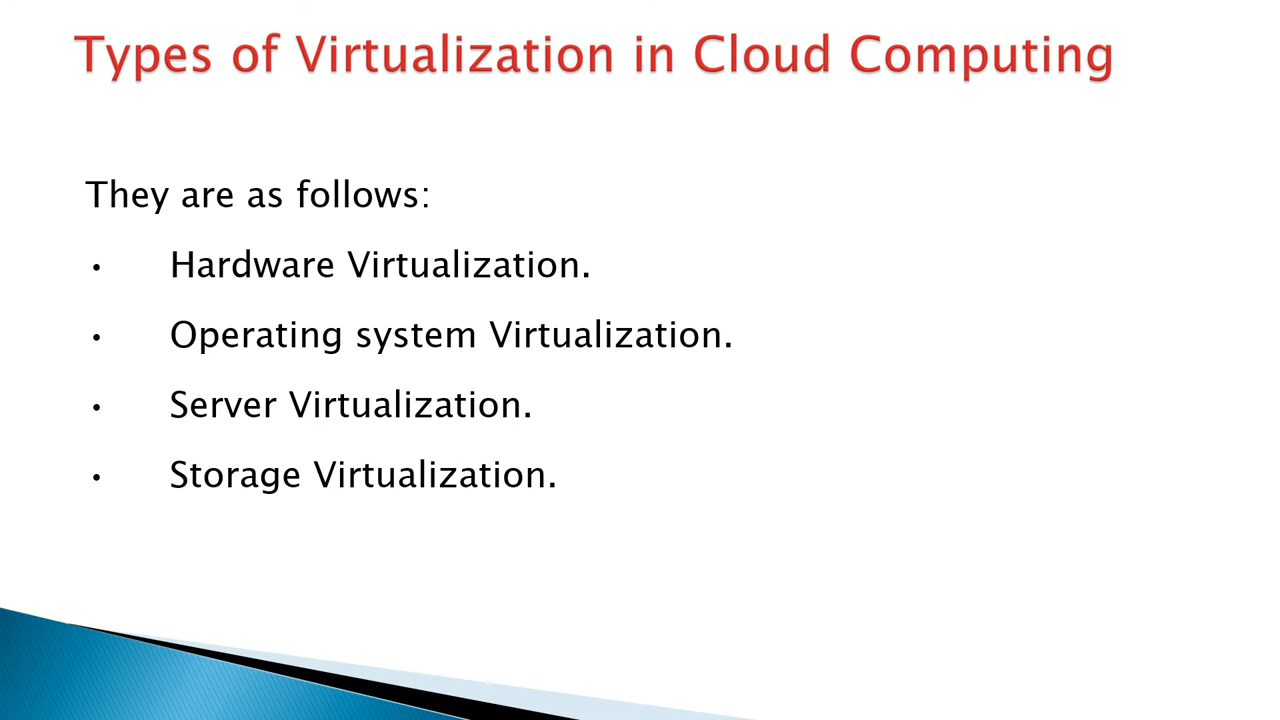 Types of Virtualization in Cloud Computing
They are as follows:
• Hardware Virtualization.
• Operating system Virtualization.
• Server Virtualization.
• Storage Virtualization.